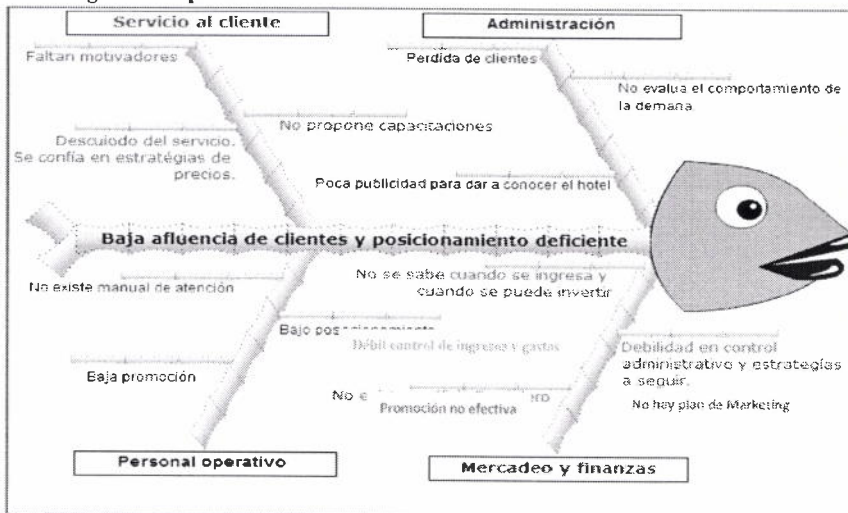 Servicio al cliente
Administración
Faltan motivadores
Perdida de clientes
No evalua el comportamiento de
la demana.
No propone capacitaciones
Descuiodo del servicio.
Se confía en estratégias de
precios.
Poca publicidad para dar a conocer el hotel
Baja afluencia de clientes y posicionamiento deficiente
No se sabe cuando se ingresa y
cuando se puede invertir
No existe manual de atención
Bajo
Débil control de ingresos y gastos
Debilidad en control
administrativo y estrategías
a seguir.
Baja promoción
No
Promoción no efectiva
No hay plan de Marketing
Personal operativo
Mercadeo y finanzas